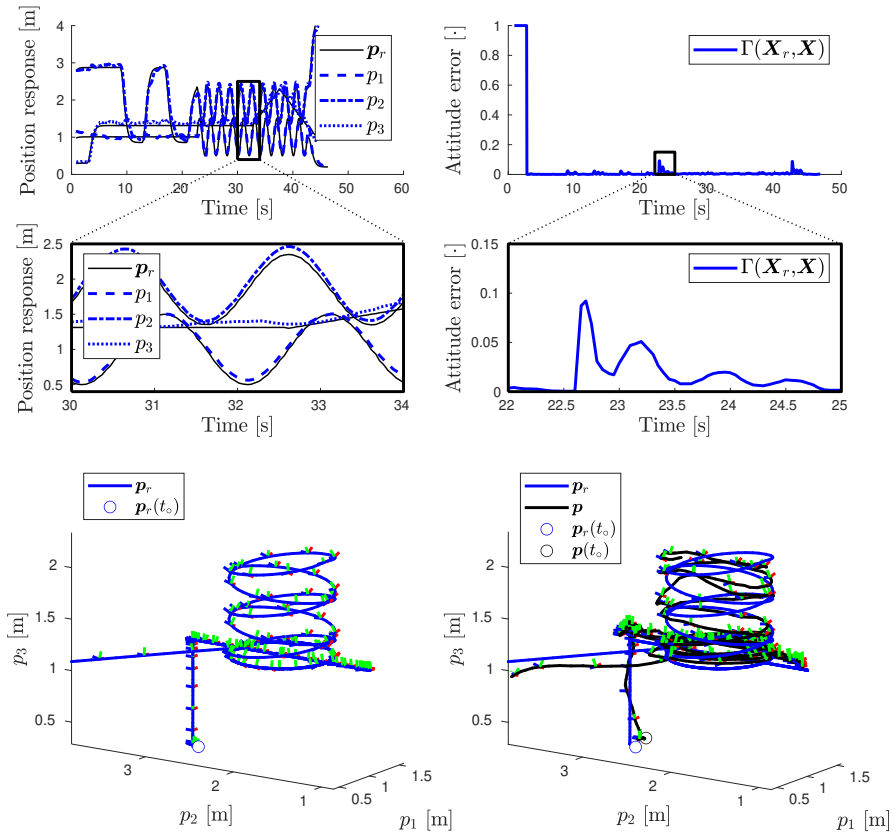 Position response [m]
4
3
2
1
0
0 10 20 30 40 50 60
Time [s]
p_r
p_1
p_2
p_3
Attitude error [·]
1
0.8
0.6
0.4
0.2
0
0 10 20 30 40 50
Time [s]
Γ(X_r,X)
Position response [m]
2.5
2
1.5
1
0.5
30 31 32 33 34
Time [s]
p_r
p_1
p_2
p_3
Attitude error [·]
0.15
0.1
0.05
0
22 22.5 23 23.5 24 24.5 25
Time [s]
Γ(X_r,X)
p_r
p_r(t_∘)
p_3 [m]
2
1.5
1
0.5
3 2 1
p_2 [m]
0.5 1 1.5
p_1 [m]
p_r
p
p_r(t_∘)
p(t_∘)
p_3 [m]
2
1.5
1
0.5
3 2 1
p_2 [m]
0.5 1 1.5
p_1 [m]